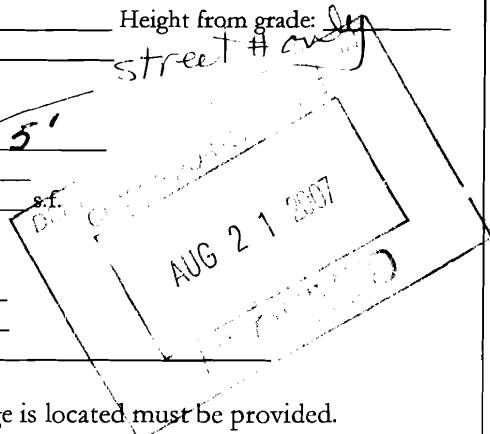 Height from grade:
street # only
5'
s.f.
AUG 21 2007
e is located must be provided.